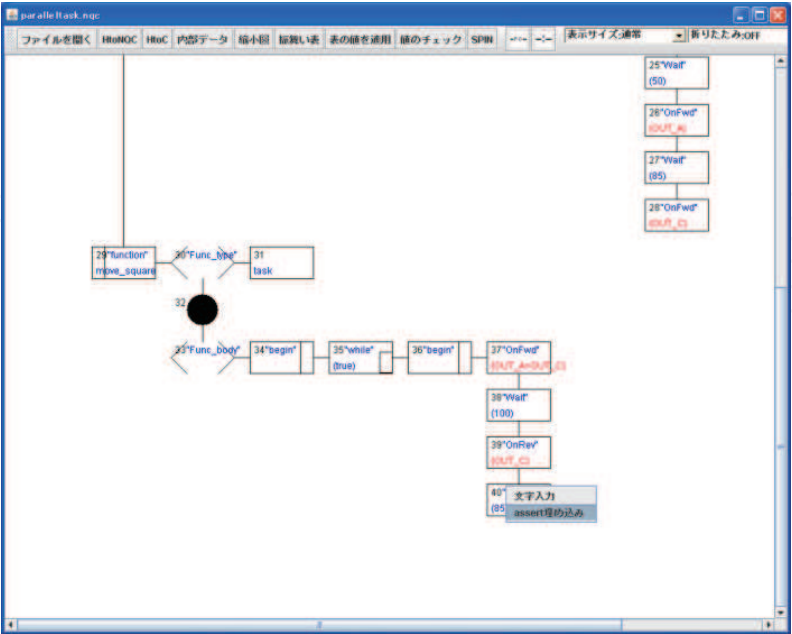 paralleltask.nqc
ファイルを開く HtoNQC HtoC 内部データ 縮小図 振舞い表 表の値を適用 値のチェック SPIN 表示サイズ:通常 折りたたみ:OFF
25"Wait"
(50)
26"OnFwd"
(OUT_A)
27"Wait"
(85)
28"OnFwd"
(OUT_C)
29"function"
move_square
30"Func_type"
31
task
32
33"Func_body"
34"begin"
35"while"
(true)
36"begin"
37"OnFwd"
(OUT_A+OUT_C)
38"Wait"
(100)
39"OnRev"
(OUT_C)
40"
(85
文字入力
assert埋め込み